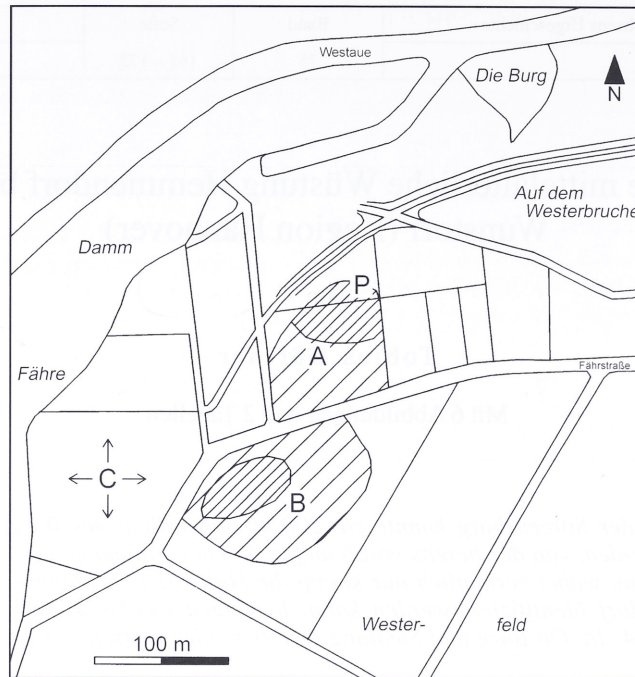 Westaue
Die Burg
N
Auf dem
Westerbruche
Damm
P
A
Fähre
Fährstraße
C
B
100 m
Wester- feld